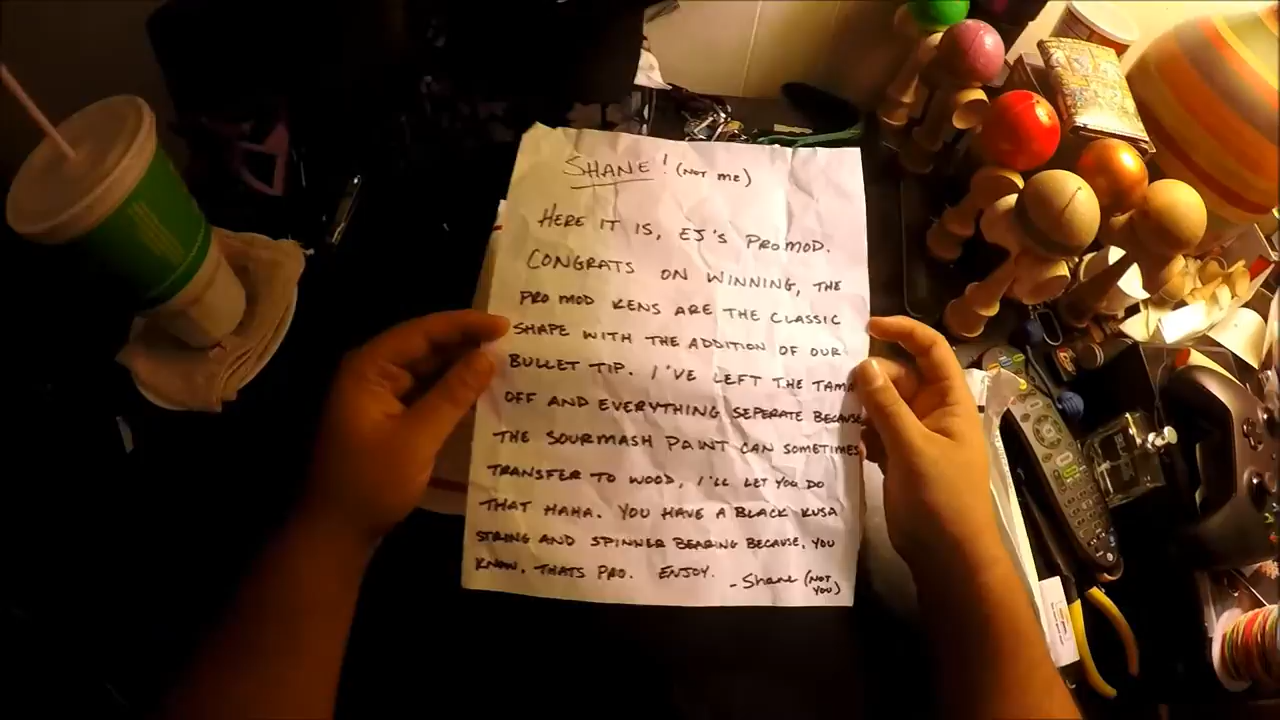 SHANE! (NOT ME)
HERE IT IS, EJ'S PROMOD.
CONGRATS ON WINNING, THE
PRO MOD KENS ARE THE CLASSIC
SHAPE WITH THE ADDITION OF OUR
BULLET TIP. I'VE LEFT THE TAMA
OFF AND EVERYTHING SEPERATE BECAUSE
THE SOURMASH PAINT CAN SOMETIMES
TRANSFER TO WOOD, I'LL LET YOU DO
THAT HAHA. YOU HAVE A BLACK KUSA
STRING AND SPINNER BEARING BECAUSE, YOU
KNOW. THATS PRO. ENJOY.
- Shane (NOT
YOU)